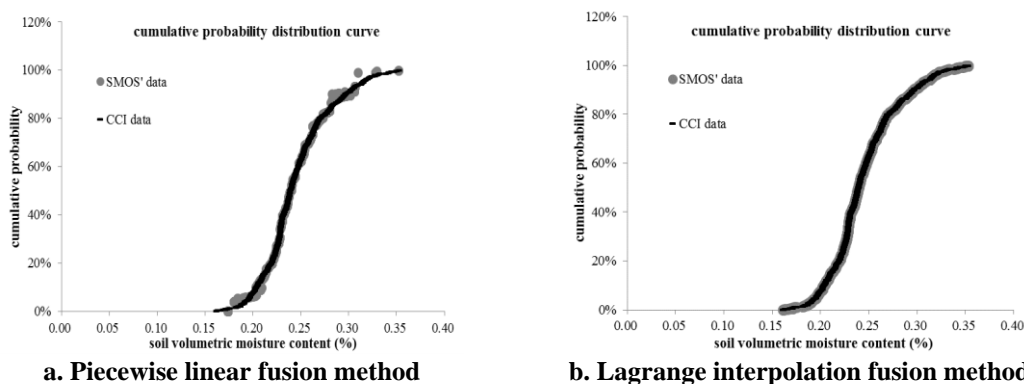 cumulative probability distribution curve
120%
100%
80%
60%
40%
20%
0%
cumulative probability
SMOS' data
CCI data
0.00 0.05 0.10 0.15 0.20 0.25 0.30 0.35 0.40
soil volumetric moisture content (%)
a. Piecewise linear fusion method
cumulative probability distribution curve
120%
100%
80%
60%
40%
20%
0%
cumulative probability
SMOS' data
CCI data
0.00 0.05 0.10 0.15 0.20 0.25 0.30 0.35 0.40
soil volumetric moisture content (%)
b. Lagrange interpolation fusion method